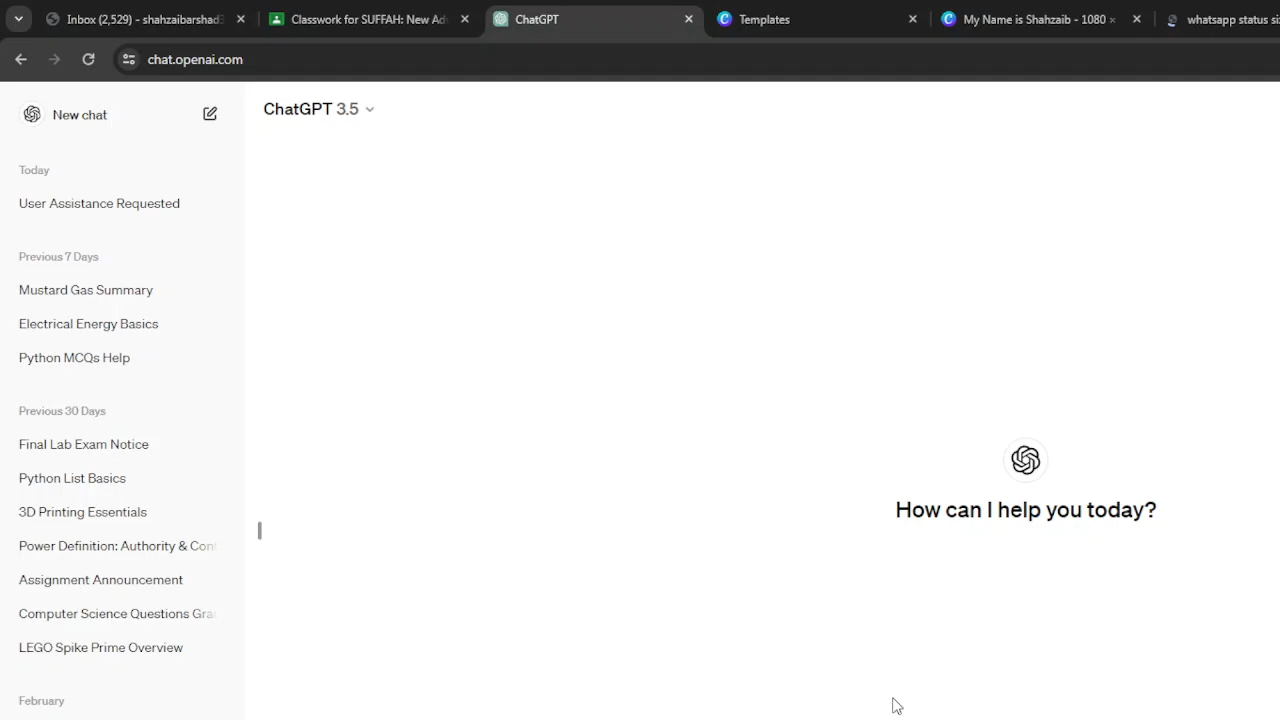 Inbox (2,529) - shahzaibarshad3
Classwork for SUFFAH: New Adv
ChatGPT
Templates
My Name is Shahzaib - 1080 ×
whatsapp status si
chat.openai.com
New chat
ChatGPT 3.5
Today
User Assistance Requested
Previous 7 Days
Mustard Gas Summary
Electrical Energy Basics
Python MCQs Help
Previous 30 Days
Final Lab Exam Notice
Python List Basics
3D Printing Essentials
Power Definition: Authority & Cont
Assignment Announcement
Computer Science Questions Gra
LEGO Spike Prime Overview
February
How can I help you today?